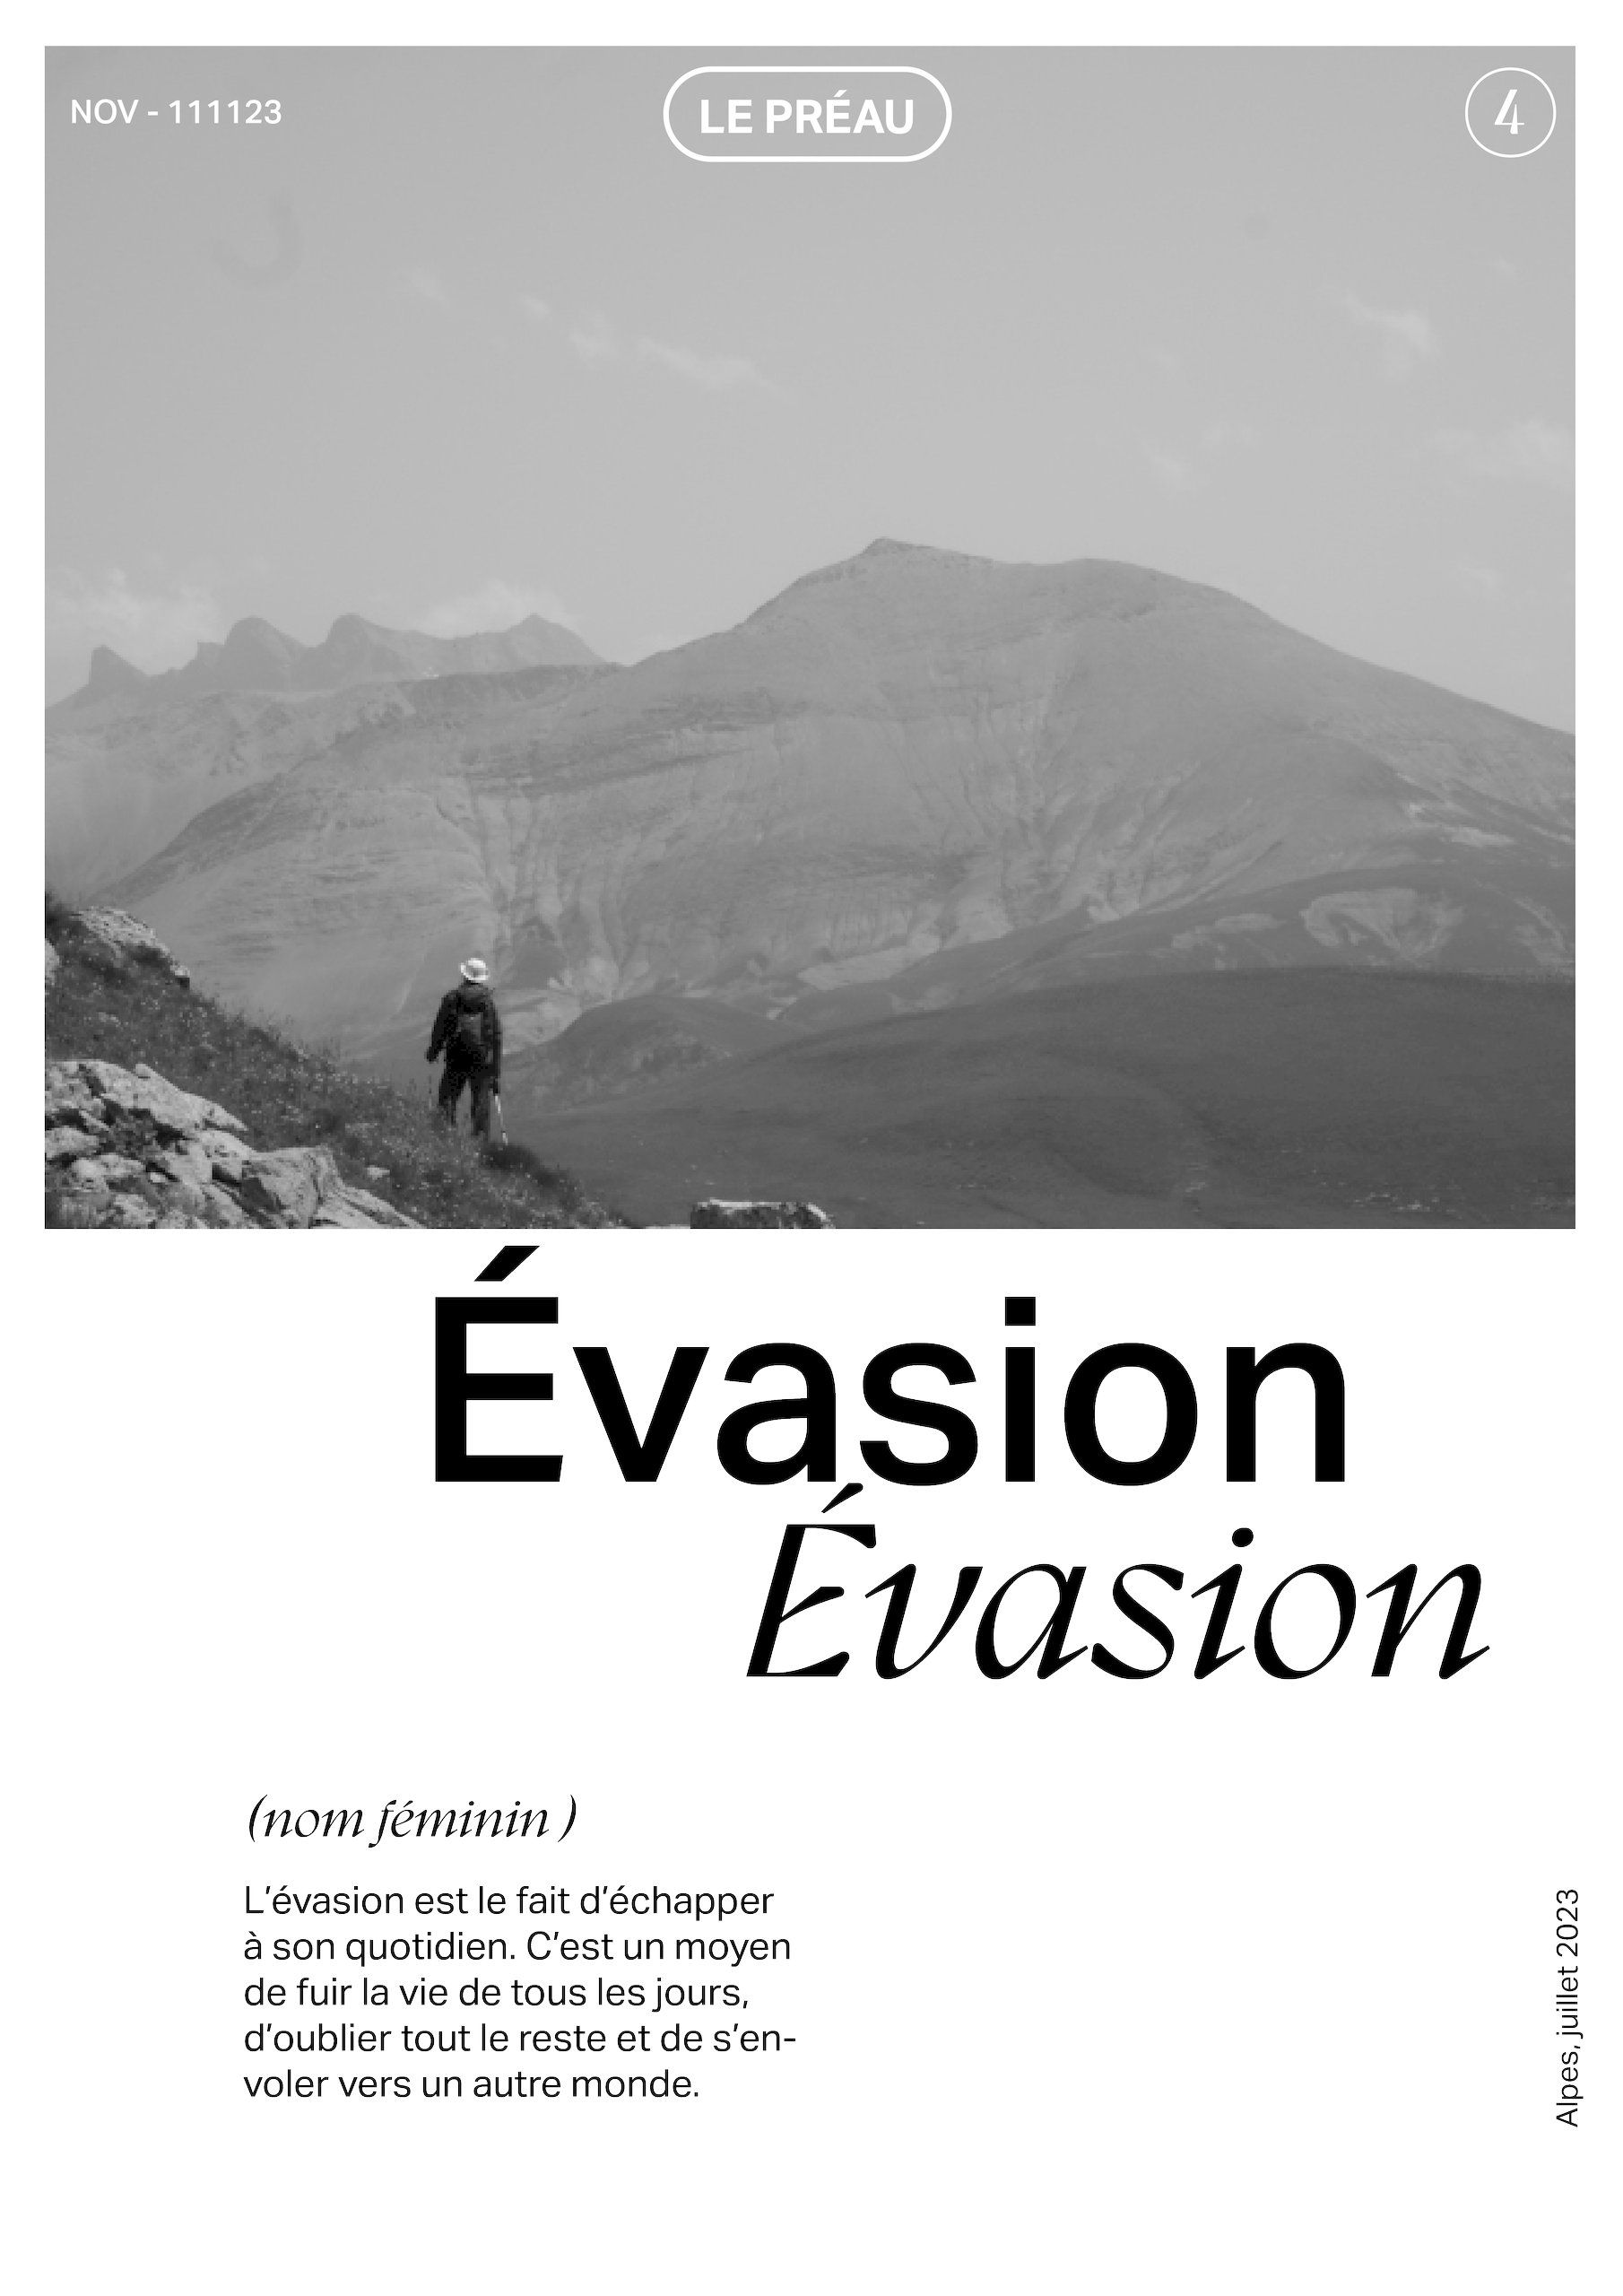 NOV - 111123
LE PRÉAU
4
Évasion
Évasion
(nom féminin )
L’évasion est le fait d’échapper
à son quotidien. C’est un moyen
de fuir la vie de tous les jours,
d’oublier tout le reste et de s’en-
voler vers un autre monde.
Alpes, juillet 2023